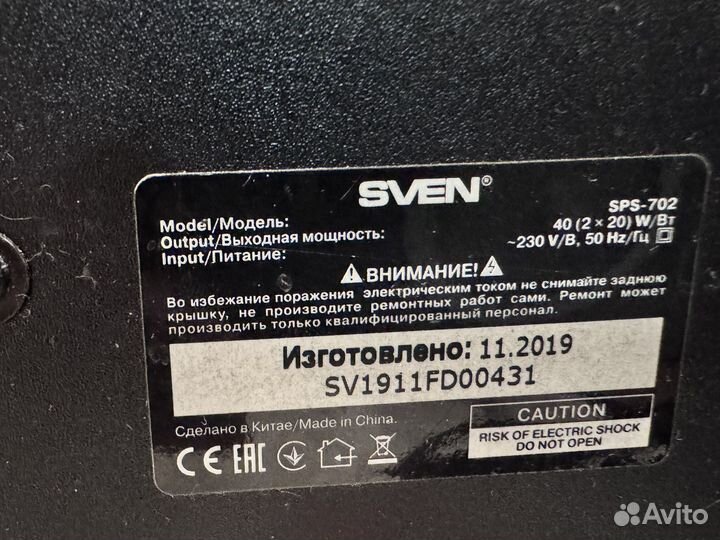 SVEN®
Model/Модель: SPS-702
Output/Выходная мощность: 40 (2 × 20) W/Вт
Input/Питание: ~230 V/В, 50 Hz/Гц
ВНИМАНИЕ!
Во избежание поражения электрическим током не снимайте заднюю
крышку, не производите ремонтных работ сами. Ремонт может
производить только квалифицированный персонал.
Изготовлено: 11.2019
SV1911FD00431
Сделано в Китае/Made in China.
CE EAC
CAUTION
RISK OF ELECTRIC SHOCK
DO NOT OPEN
Avito